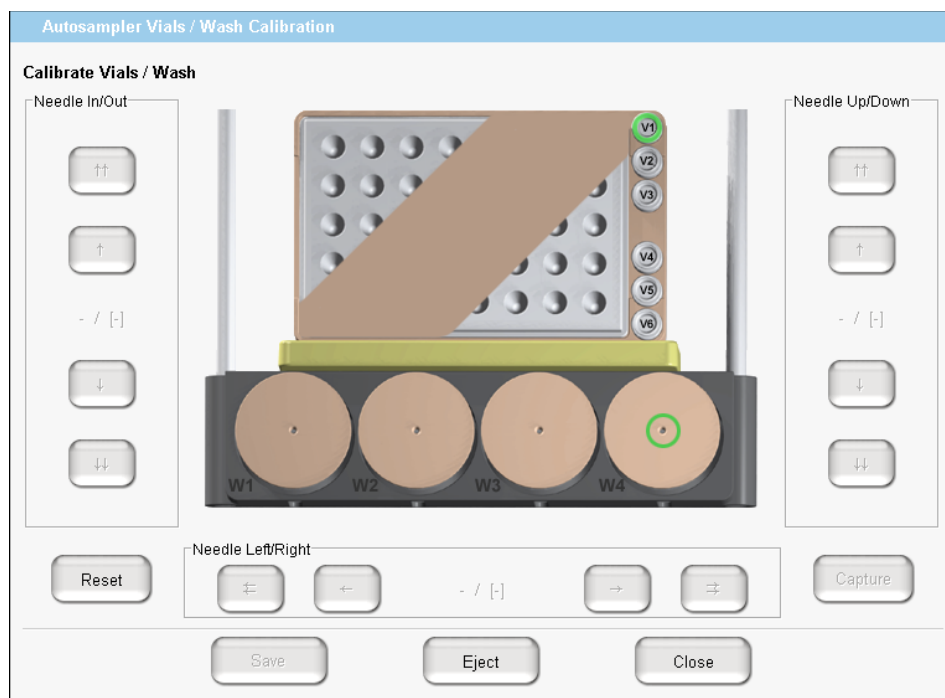 Autosampler Vials / Wash Calibration
Calibrate Vials / Wash
Needle In/Out
Needle Up/Down
↑↑
↑
- / [-]
↓
↓↓
V1
V2
V3
V4
V5
V6
W1 W2 W3 W4
↑↑
↑
- / [-]
↓
↓↓
Reset
Needle Left/Right
⇇ ← - / [-] → ⇉
Capture
Save Eject Close